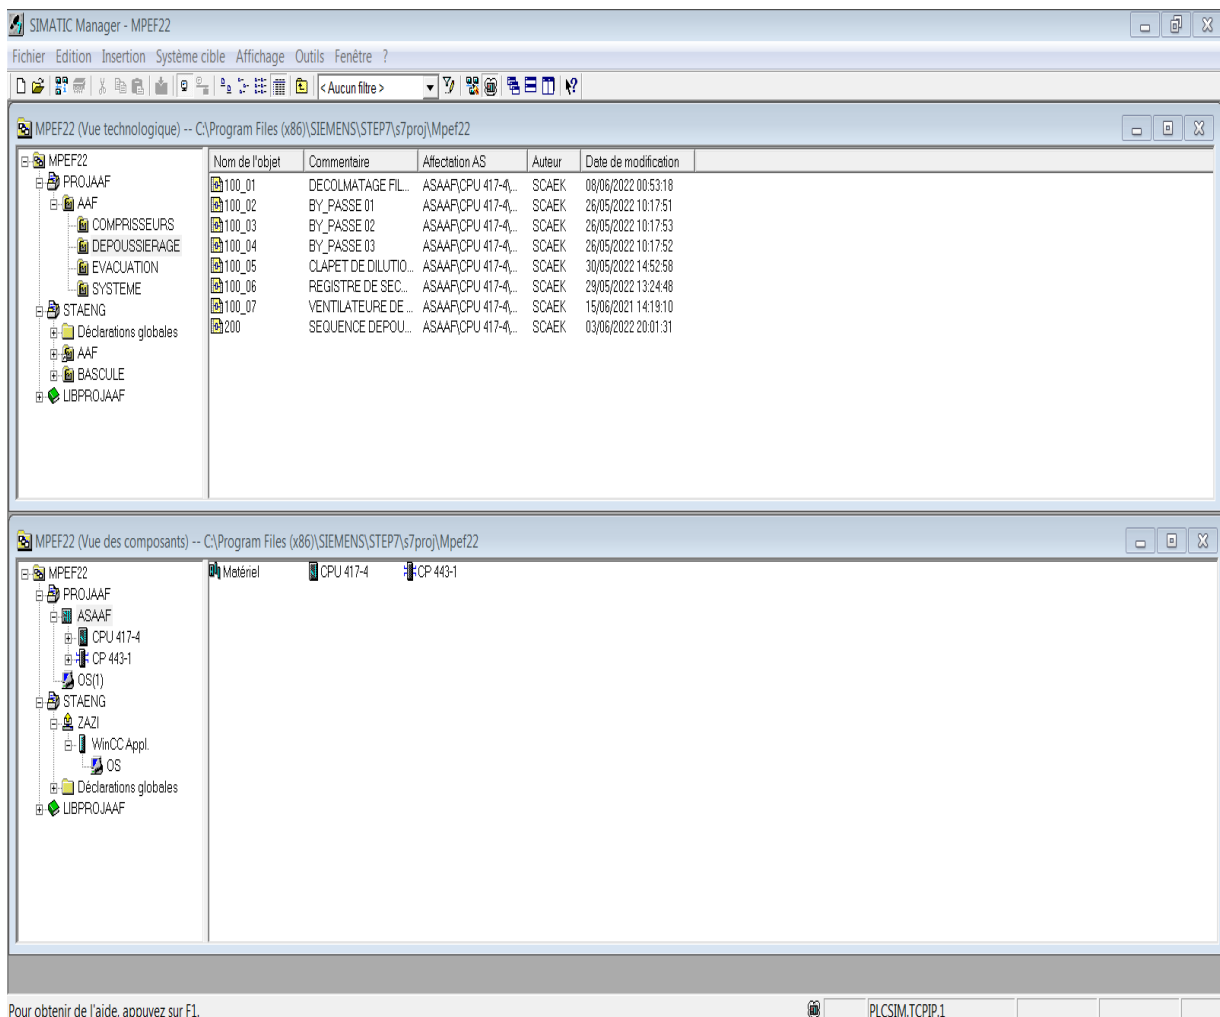 SIMATIC Manager - MPEF22
Fichier Edition Insertion Système cible Affichage Outils Fenêtre ?
< Aucun filtre >
MPEF22 (Vue technologique) -- C:\Program Files (x86)\SIEMENS\STEP7\s7proj\Mpef22
MPEF22
PROJAAF
AAF
COMPRISSEURS
DEPOUSSIERAGE
EVACUATION
SYSTEME
STAENG
Déclarations globales
AAF
BASCULE
LIBPROJAAF
Nom de l'objet Commentaire Affectation AS Auteur Date de modification
100_01 DECOLMATAGE FIL... ASAAF\CPU 417-4\... SCAEK 08/06/2022 00:53:18
100_02 BY_PASSE 01 ASAAF\CPU 417-4\... SCAEK 26/05/2022 10:17:51
100_03 BY_PASSE 02 ASAAF\CPU 417-4\... SCAEK 26/05/2022 10:17:53
100_04 BY_PASSE 03 ASAAF\CPU 417-4\... SCAEK 26/05/2022 10:17:52
100_05 CLAPET DE DILUTIO... ASAAF\CPU 417-4\... SCAEK 30/05/2022 14:52:58
100_06 REGISTRE DE SEC... ASAAF\CPU 417-4\... SCAEK 29/05/2022 13:24:48
100_07 VENTILATEURE DE ... ASAAF\CPU 417-4\... SCAEK 15/06/2021 14:19:10
200 SEQUENCE DEPOU... ASAAF\CPU 417-4\... SCAEK 03/06/2022 20:01:31
MPEF22 (Vue des composants) -- C:\Program Files (x86)\SIEMENS\STEP7\s7proj\Mpef22
MPEF22
PROJAAF
ASAAF
CPU 417-4
CP 443-1
OS(1)
STAENG
ZAZI
WinCC Appl.
OS
Déclarations globales
LIBPROJAAF
Matériel CPU 417-4 CP 443-1
Pour obtenir de l'aide, appuyez sur F1. PLCSIM.TCPIP.1